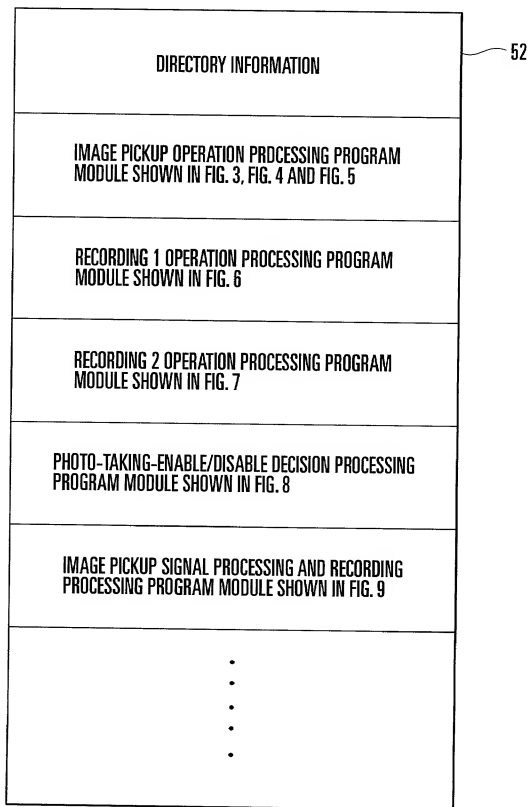 DIRECTORY INFORMATION
52
IMAGE PICKUP OPERATION PRDCESSING PROGRAM
MODULE SHOWN IN FIG. 3, FIG. 4 AND FIG. 5
RECORDING 1 OPERATION PROCESSING PROGRAM
MODULE SHOWN IN FIG. 6
RECORDING 2 OPERATION PROCESSING PROGRAM
MODULE SHOWN IN FIG. 7
PHOTO-TAKING-ENABLE/DISABLE DECISION PROCESSING
PROGRAM MODULE SHOWN IN FIG. 8
IMAGE PICKUP SIGNAL PROCESSING AND RECORDING
PROCESSING PROGRAM MODULE SHOWN IN FIG. 9